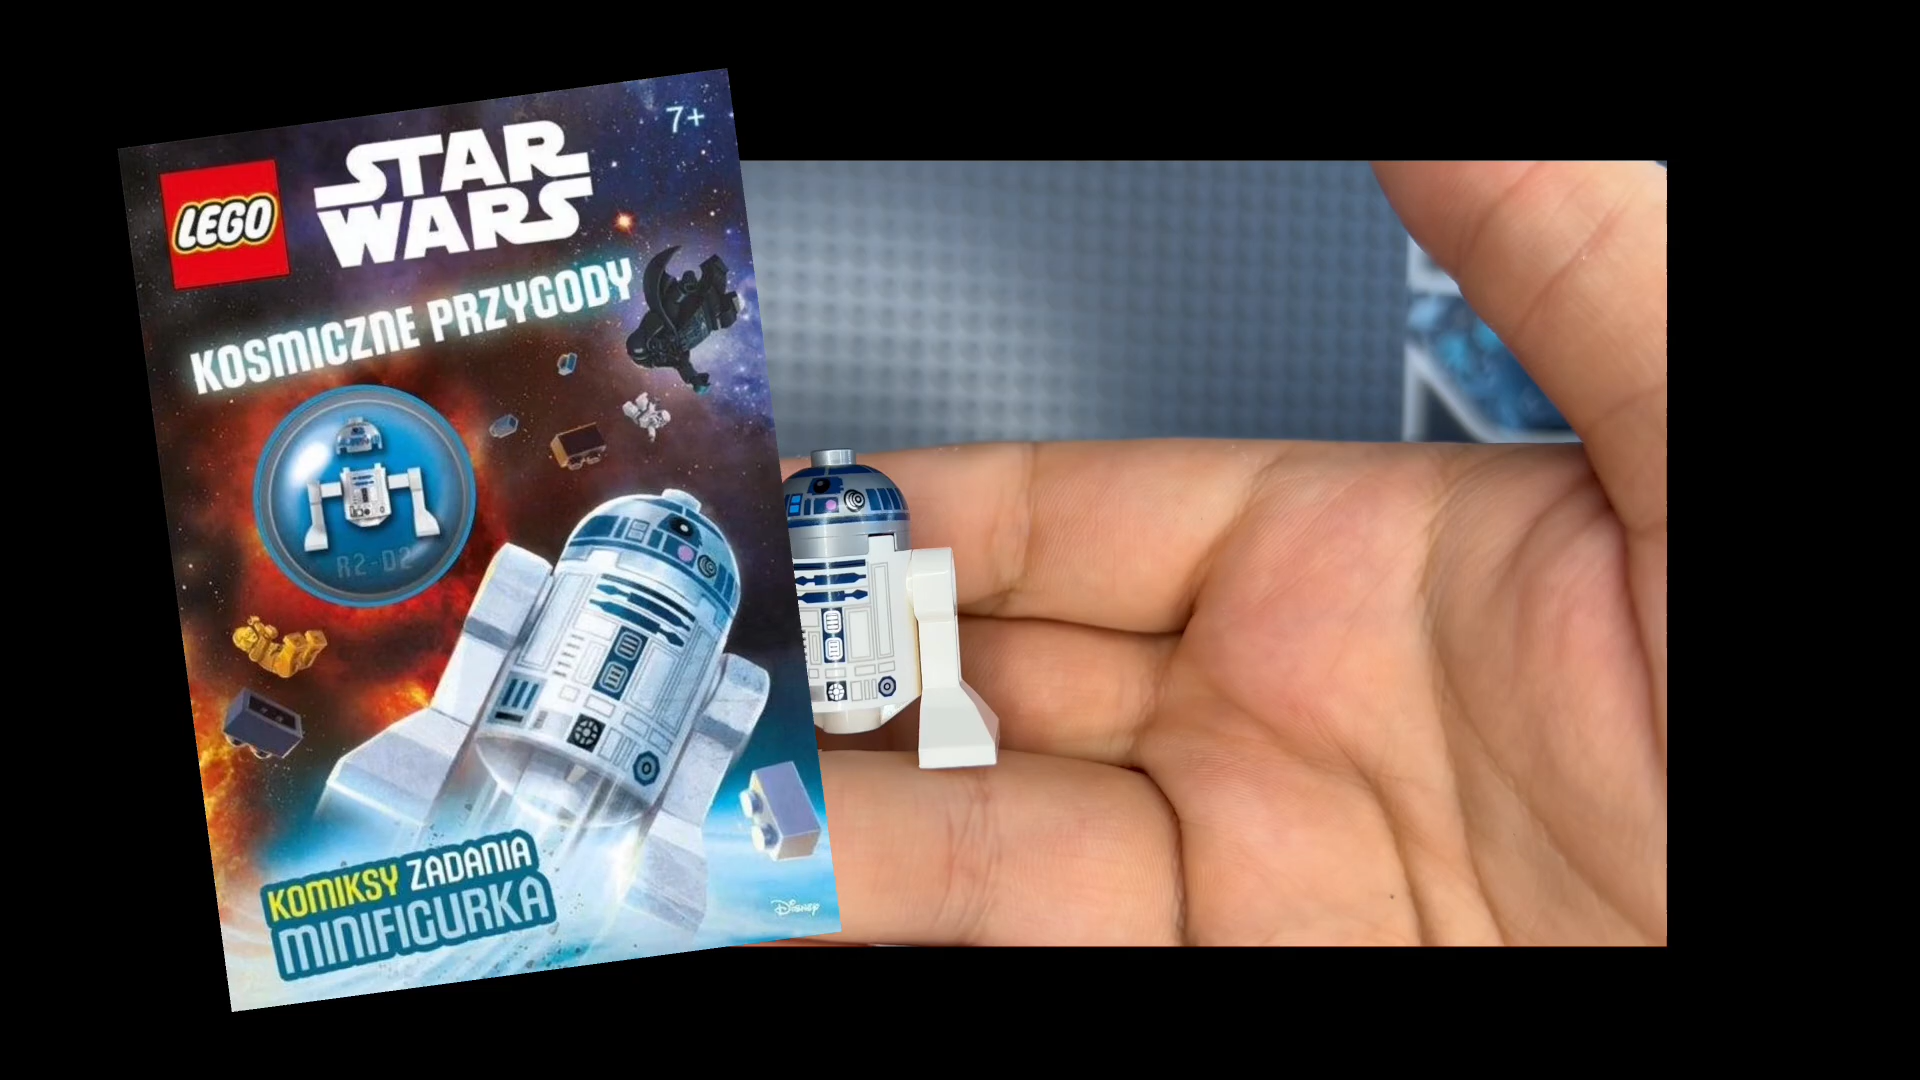 7+
LEGO
STAR
WARS
KOSMICZNE PRZYGODY
R2-D2
KOMIKSY ZADANIA
MINIFIGURKA
Disney